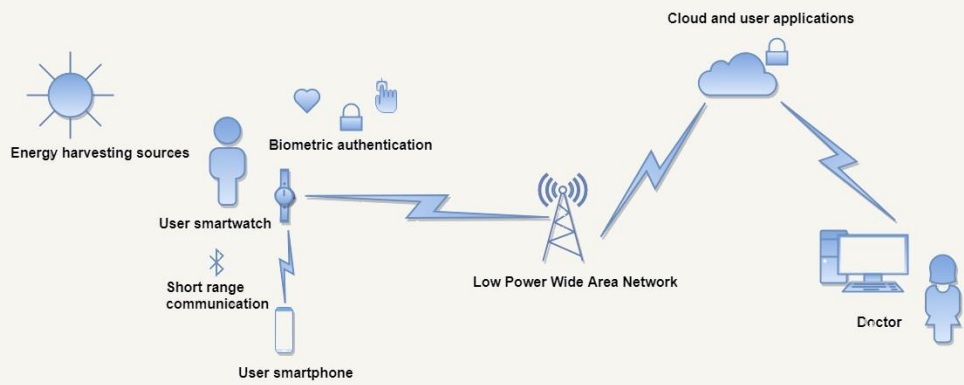 Cloud and user applications
Energy harvesting sources
Biometric authentication
User smartwatch
Short range
communication
Low Power Wide Area Network
Doctor
User smartphone